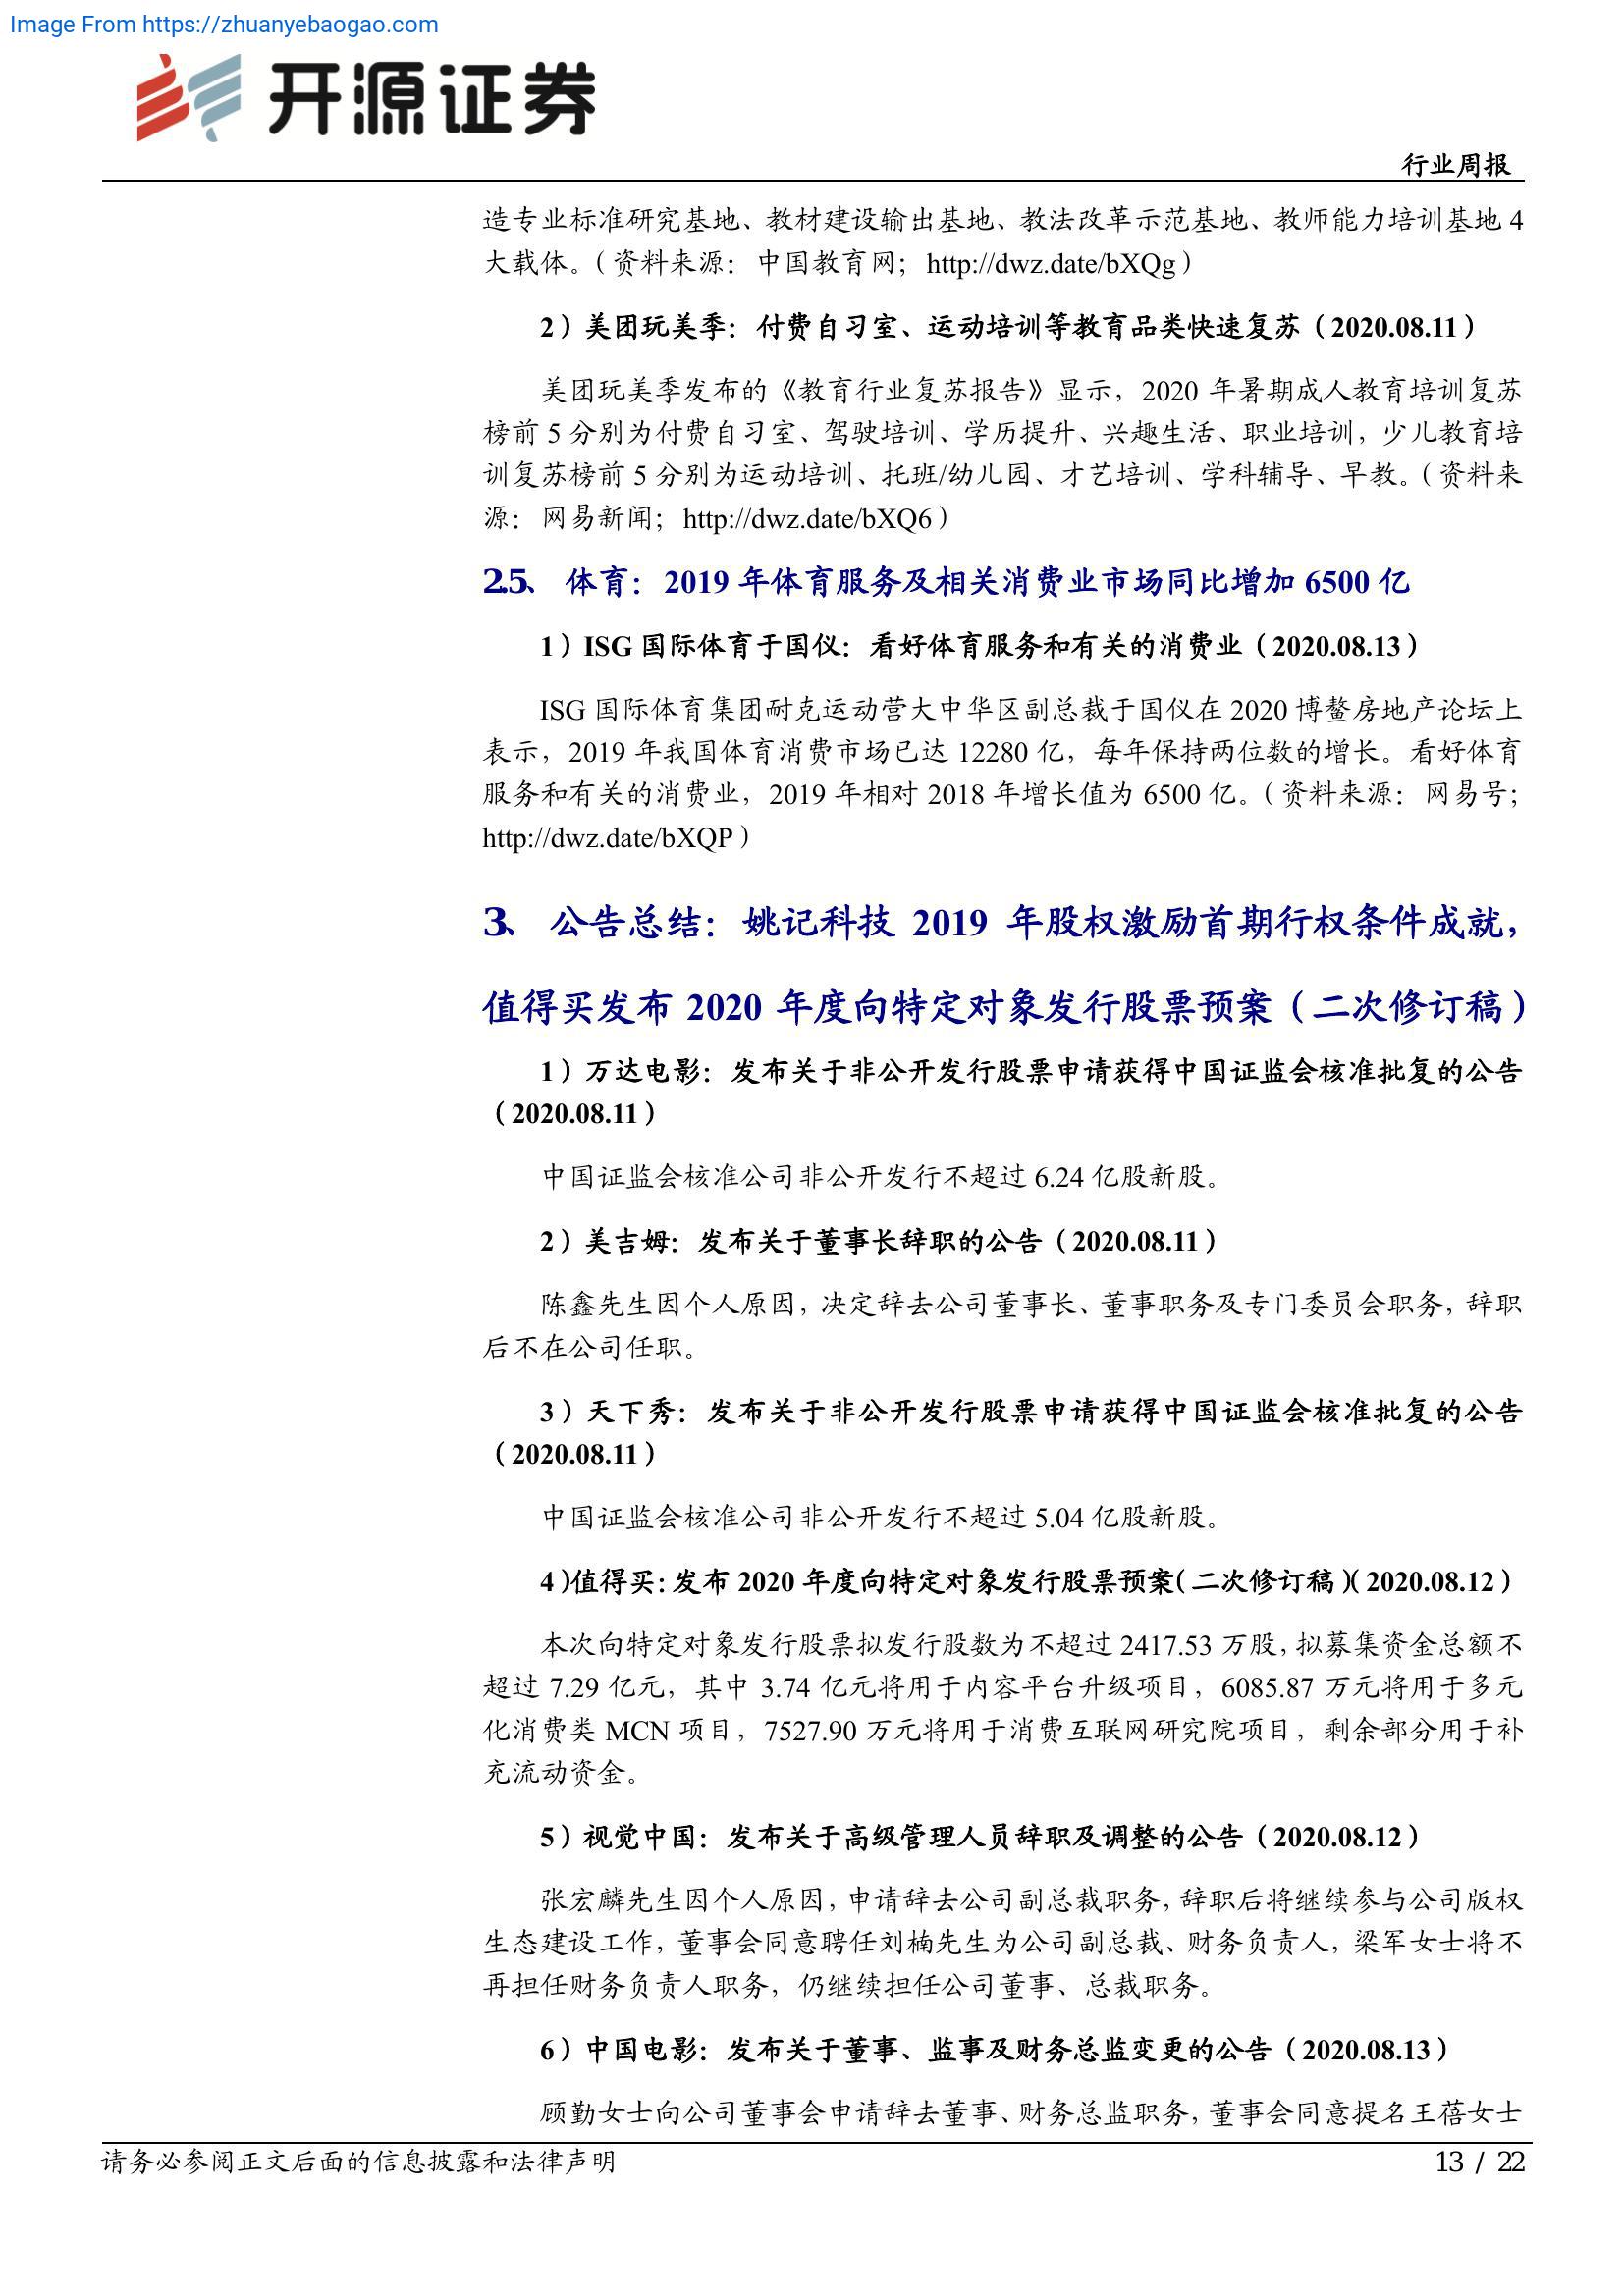 Image From https://zhuanyebaogao.com
开源证券
行业周报
造专业标准研究基地、教材建设输出基地、教法改革示范基地、教师能力培训基地 4
大载体。（资料来源：中国教育网；http://dwz.date/bXQg）
2）美团玩美季：付费自习室、运动培训等教育品类快速复苏（2020.08.11）
美团玩美季发布的《教育行业复苏报告》显示，2020 年暑期成人教育培训复苏
榜前 5 分别为付费自习室、驾驶培训、学历提升、兴趣生活、职业培训，少儿教育培
训复苏榜前 5 分别为运动培训、托班/幼儿园、才艺培训、学科辅导、早教。（资料来
源：网易新闻；http://dwz.date/bXQ6）
2.5、 体育：2019 年体育服务及相关消费业市场同比增加 6500 亿
1）ISG 国际体育于国仪：看好体育服务和有关的消费业（2020.08.13）
ISG 国际体育集团耐克运动营大中华区副总裁于国仪在 2020 博鳌房地产论坛上
表示，2019 年我国体育消费市场已达 12280 亿，每年保持两位数的增长。看好体育
服务和有关的消费业，2019 年相对 2018 年增长值为 6500 亿。（资料来源：网易号；
http://dwz.date/bXQP）
3、 公告总结：姚记科技 2019 年股权激励首期行权条件成就，
值得买发布 2020 年度向特定对象发行股票预案（二次修订稿）
1）万达电影：发布关于非公开发行股票申请获得中国证监会核准批复的公告
（2020.08.11）
中国证监会核准公司非公开发行不超过 6.24 亿股新股。
2）美吉姆：发布关于董事长辞职的公告（2020.08.11）
陈鑫先生因个人原因，决定辞去公司董事长、董事职务及专门委员会职务，辞职
后不在公司任职。
3）天下秀：发布关于非公开发行股票申请获得中国证监会核准批复的公告
（2020.08.11）
中国证监会核准公司非公开发行不超过 5.04 亿股新股。
4）值得买：发布 2020 年度向特定对象发行股票预案（二次修订稿）（2020.08.12）
本次向特定对象发行股票拟发行股数为不超过 2417.53 万股，拟募集资金总额不
超过 7.29 亿元，其中 3.74 亿元将用于内容平台升级项目，6085.87 万元将用于多元
化消费类 MCN 项目，7527.90 万元将用于消费互联网研究院项目，剩余部分用于补
充流动资金。
5）视觉中国：发布关于高级管理人员辞职及调整的公告（2020.08.12）
张宏麟先生因个人原因，申请辞去公司副总裁职务，辞职后将继续参与公司版权
生态建设工作，董事会同意聘任刘楠先生为公司副总裁、财务负责人，梁军女士将不
再担任财务负责人职务，仍继续担任公司董事、总裁职务。
6）中国电影：发布关于董事、监事及财务总监变更的公告（2020.08.13）
顾勤女士向公司董事会申请辞去董事、财务总监职务，董事会同意提名王蓓女士
请务必参阅正文后面的信息披露和法律声明
13 / 22